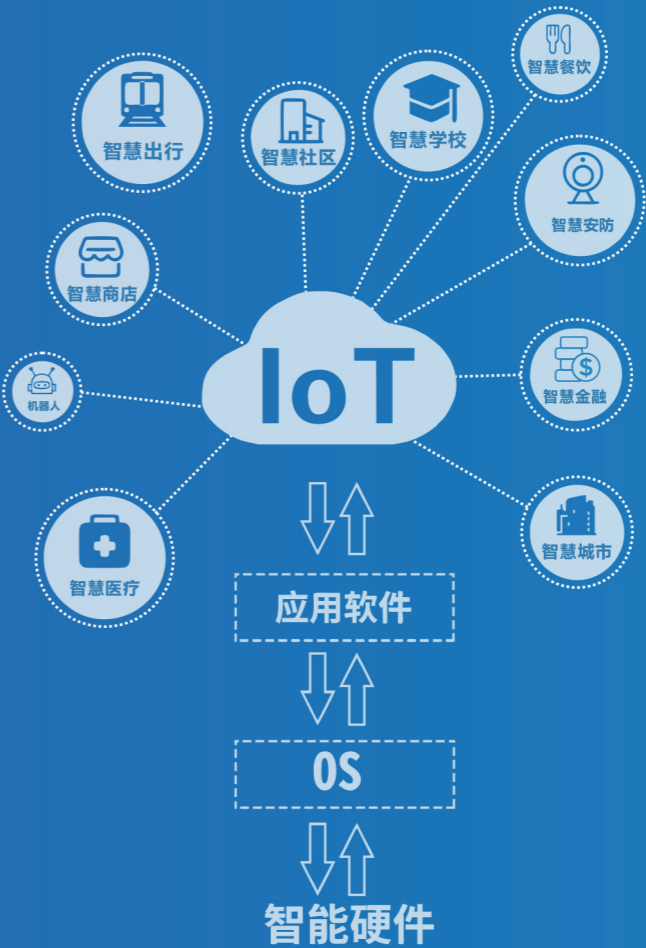 智慧餐饮
智慧出行
智慧社区
智慧学校
智慧安防
智慧商店
IoT
机器人
$
智慧金融
智慧城市
智慧医疗
应用软件
OS
智能硬件